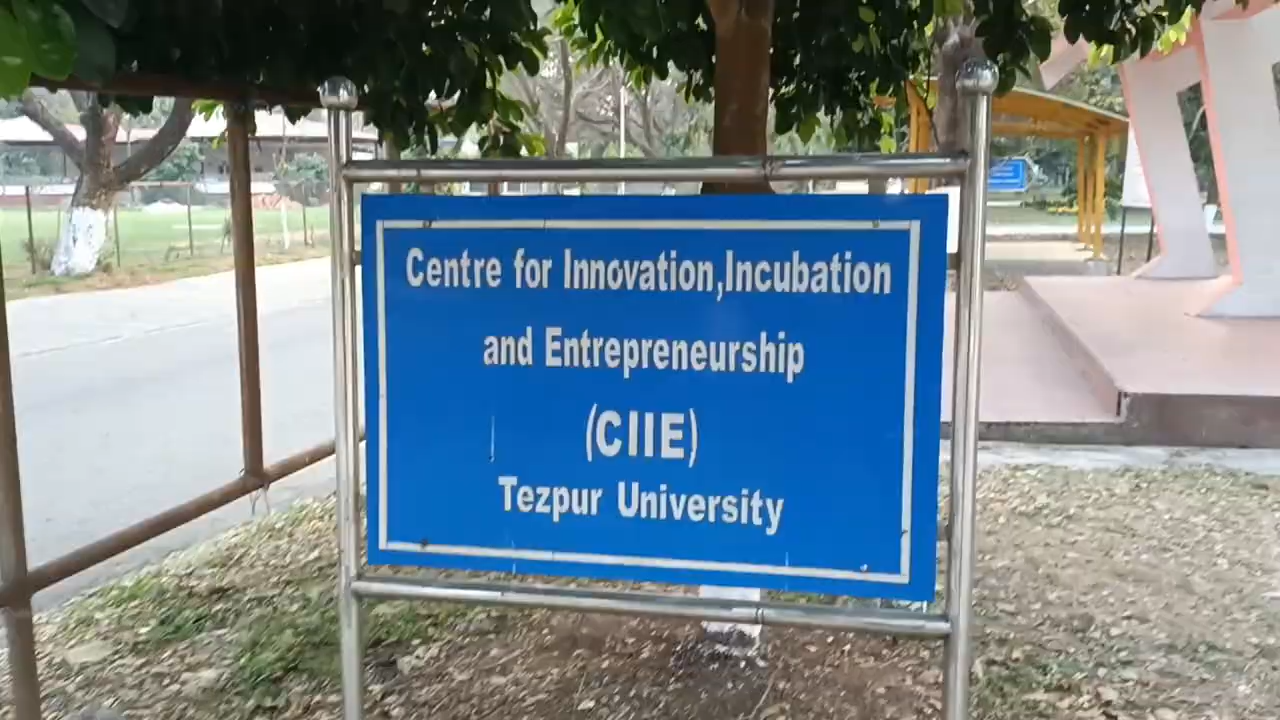 Centre for Innovation,Incubation
and Entrepreneurship
(CIIE)
Tezpur University